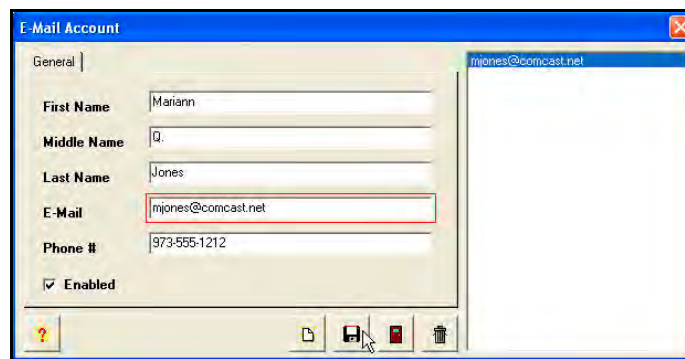 E-Mail Account
General
mjones@comcast.net
First Name Mariann
Middle Name Q.
Last Name Jones
E-Mail mjones@comcast.net
Phone # 973-555-1212
Enabled
?